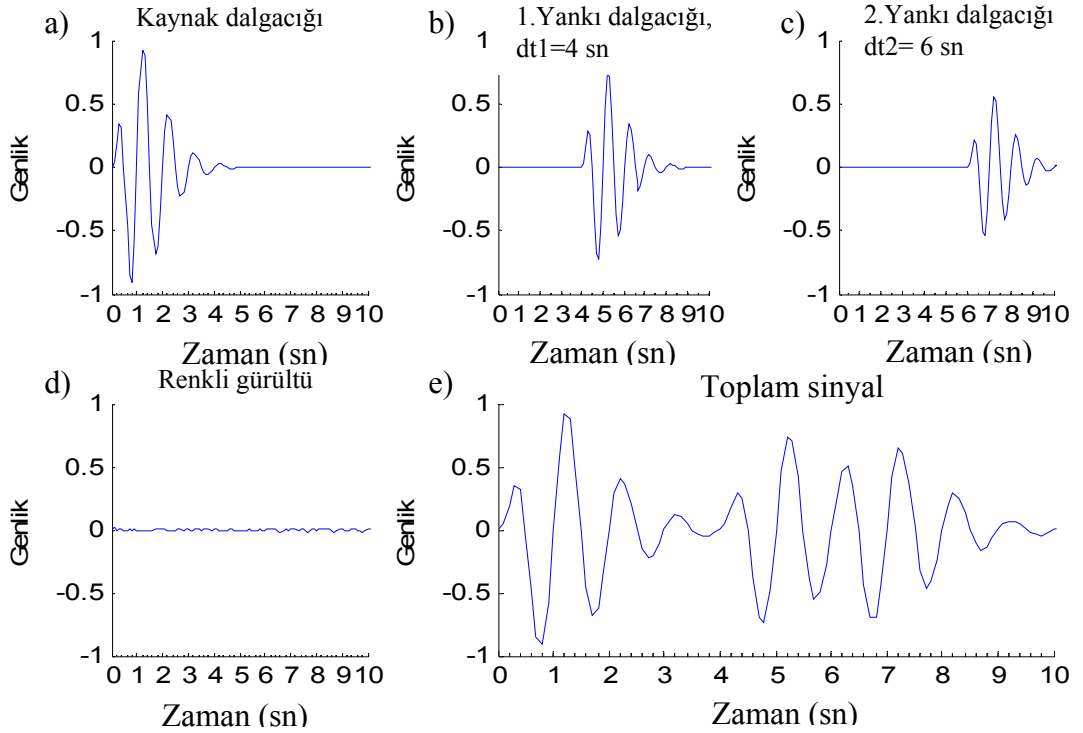 a) Kaynak dalgacığı
1
0.5
0
-0.5
-1
Genlik
0 1 2 3 4 5 6 7 8 9 10
Zaman (sn)
b) 1.Yankı dalgacığı,
dt1=4 sn
1
0.5
0
-0.5
-1
Genlik
0 1 2 3 4 5 6 7 8 9 10
Zaman (sn)
c) 2.Yankı dalgacığı
dt2= 6 sn
1
0.5
0
-0.5
-1
Genlik
0 1 2 3 4 5 6 7 8 9 10
Zaman (sn)
d) Renkli gürültü
1
0.5
0
-0.5
-1
Genlik
0 1 2 3 4 5 6 7 8 9 10
Zaman (sn)
e) Toplam sinyal
1
0.5
0
-0.5
-1
Genlik
0 1 2 3 4 5 6 7 8 9 10
Zaman (sn)